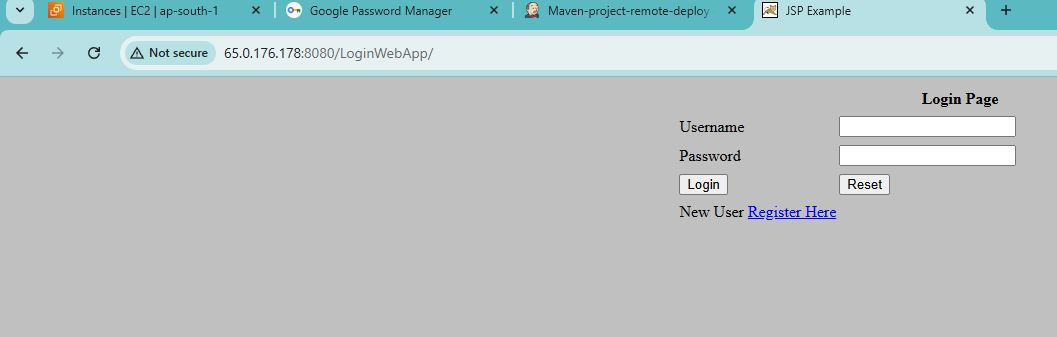 Instances | EC2 | ap-south-1
Google Password Manager
Maven-project-remote-deploy
JSP Example
Not secure 65.0.176.178:8080/LoginWebApp/
Login Page
Username
Password
Login Reset
New User Register Here